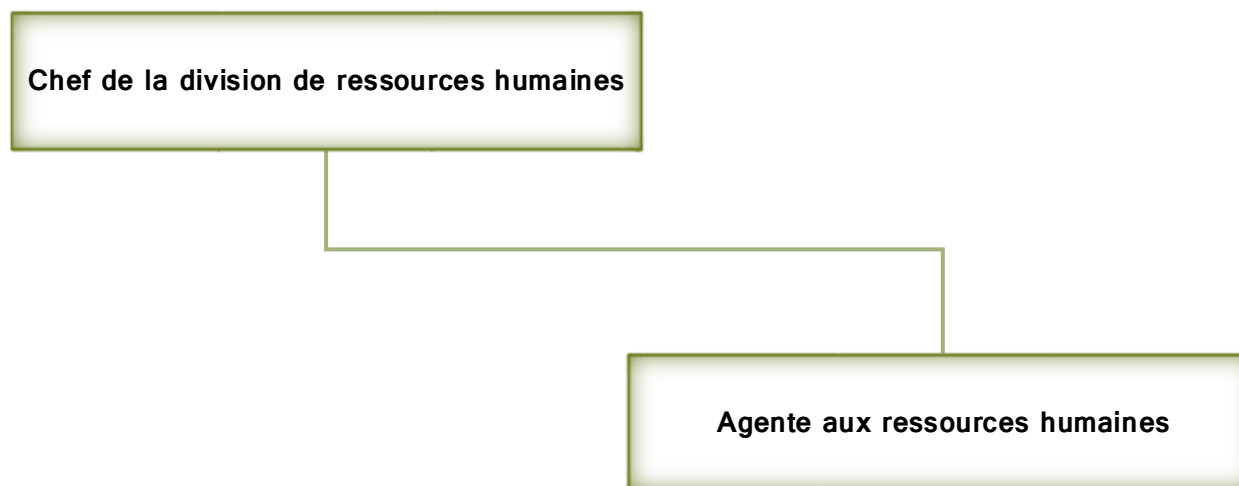 Chef de la division de ressources humaines
Agente aux ressources humaines